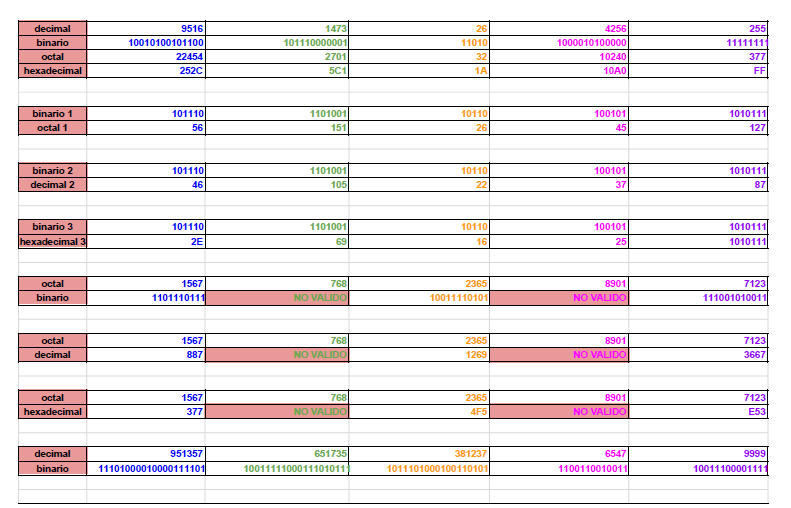 decimal 9516 1473 26 4256 255
binario 10010100101100 10111000001 11010 1000010100000 11111111
octal 22454 2701 32 10240 377
hexadecimal 252C 5C1 1A 10A0 FF
binario 1 101110 1101001 10110 100101 1010111
octal 1 56 151 26 45 127
binario 2 101110 1101001 10110 100101 1010111
decimal 2 46 105 22 37 87
binario 3 101110 1101001 10110 100101 1010111
hexadecimal 3 2E 69 16 25 1010111
octal 1567 768 2365 8901 7123
binario 1101110111 NO VALIDO 10011110101 NO VALIDO 111001010011
octal 1567 768 2365 8901 7123
decimal 887 NO VALIDO 1269 NO VALIDO 3667
octal 1567 768 2365 8901 7123
hexadecimal 377 NO VALIDO 4F5 NO VALIDO E53
decimal 951357 651735 381237 6547 9999
binario 11101000010000111101 10011111000111010111 1011101000100110101 1100110010011 10011100001111